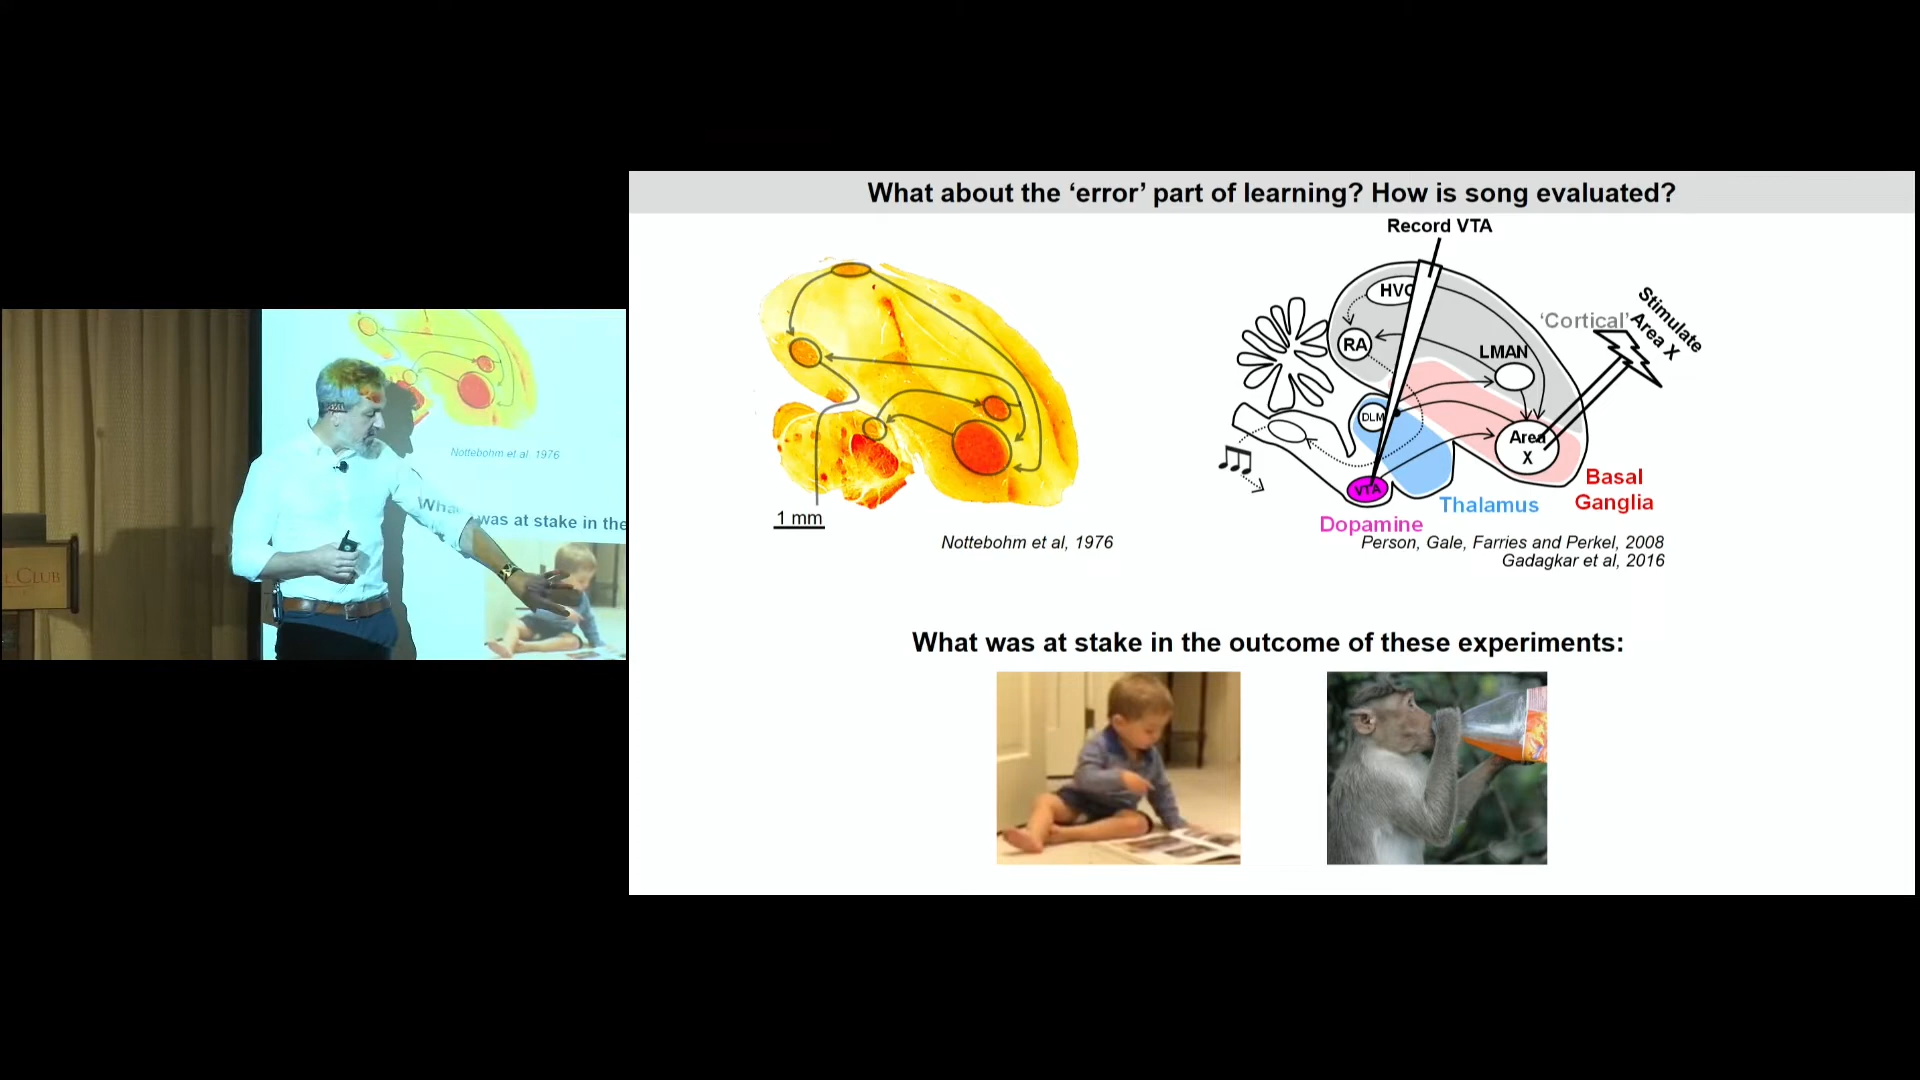 What about the ‘error’ part of learning? How is song evaluated?
Record VTA
HVC
RA
LMAN
‘Cortical’
Stimulate
Area X
DLM
Area
X
VTA
Basal
Ganglia
Thalamus
Dopamine
1 mm
Nottebohm et al, 1976
Person, Gale, Farries and Perkel, 2008
Gadagkar et al, 2016
What was at stake in the outcome of these experiments:
Nottebohm et al, 1976
What was at stake in the
CLUB